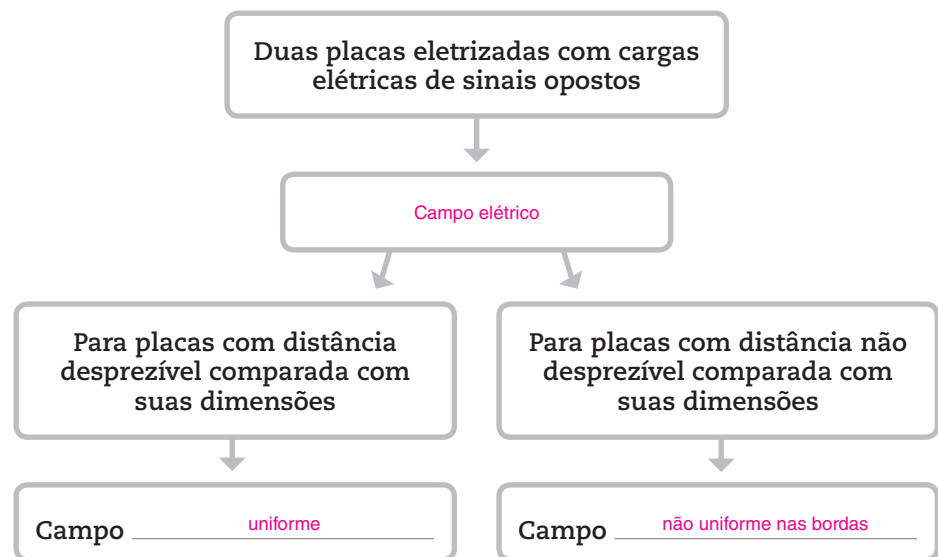 Duas placas eletrizadas com cargas
elétricas de sinais opostos
Campo elétrico
Para placas com distância
desprezível comparada com
suas dimensões
Para placas com distância não
desprezível comparada com
suas dimensões
Campo uniforme
Campo não uniforme nas bordas